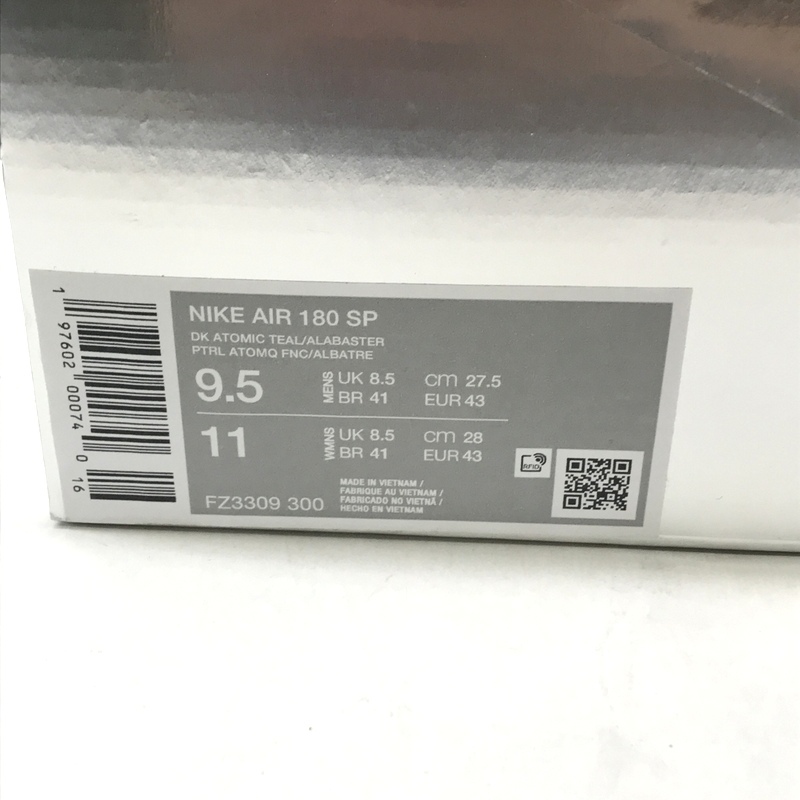 NIKE AIR 180 SP
DK ATOMIC TEAL/ALABASTER
PTRL ATOMQ FNC/ALBATRE
9.5 MENS UK 8.5 cm 27.5
BR 41 EUR 43
11 WMNS UK 8.5 cm 28
BR 41 EUR 43
RFID
FZ3309 300
MADE IN VIETNAM /
FABRIQUE AU VIETNAM /
FABRICADO NO VIETNÃ /
HECHO EN VIETNAM
1 97602 00074 0 16